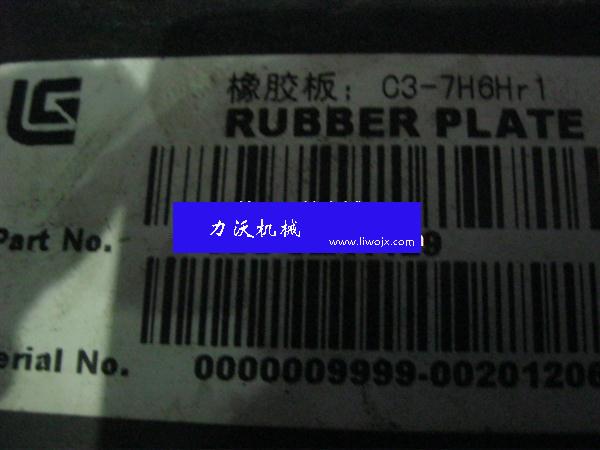 LG
橡胶板: C3-7H6Hr1
RUBBER PLATE
Part No.
力沃机械
www.liwojx.com
erial No.
0000009999-00201206